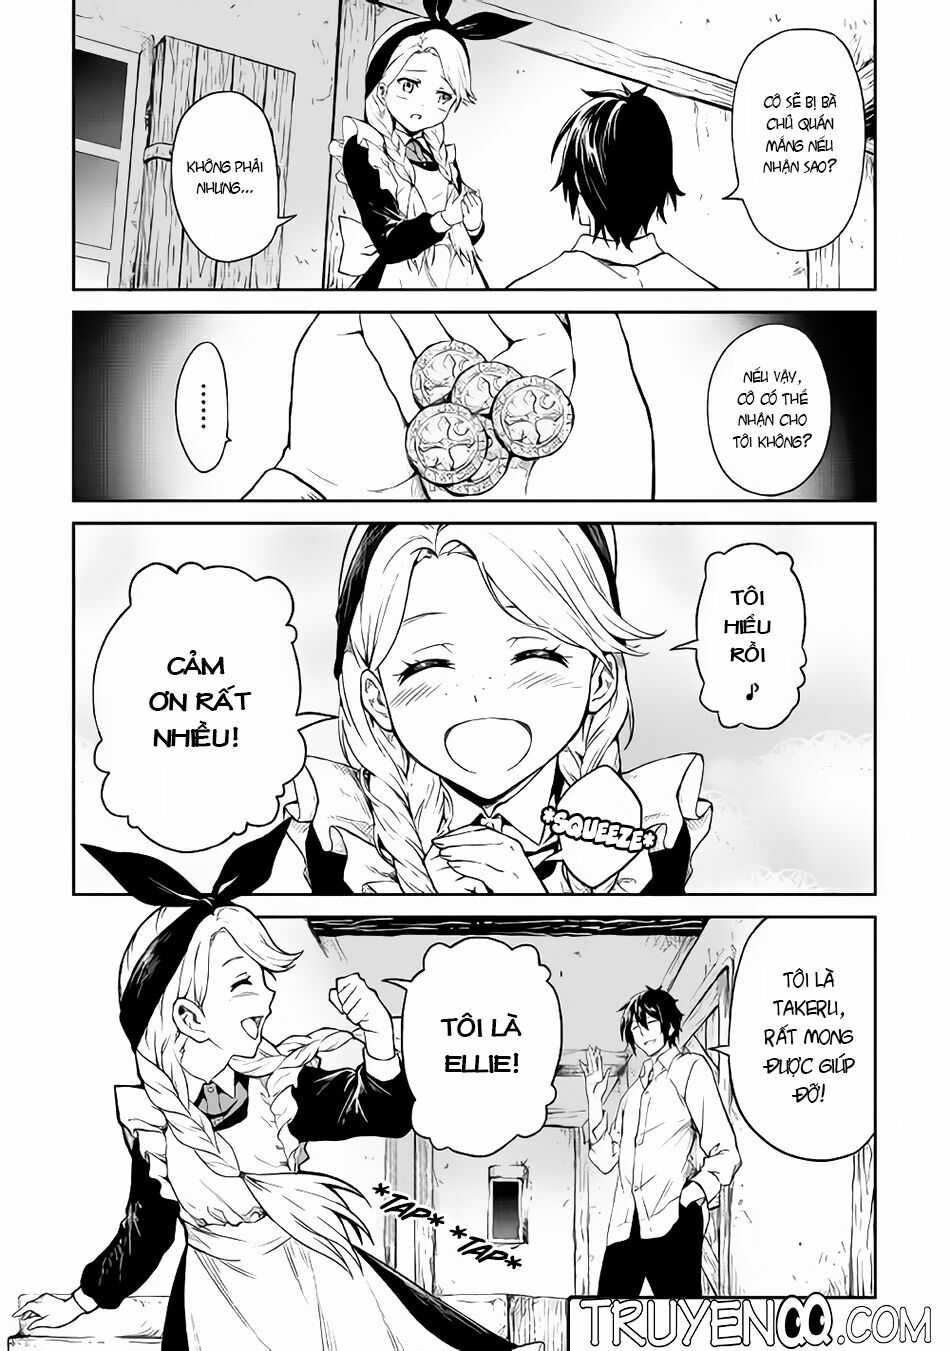 CÔ SẼ BỊ BÀ
CHỦ QUÁN
MẮNG NẾU
NHẬN SAO?
KHÔNG PHẢI
NHƯNG...
NẾU VẬY,
CÔ CÓ THỂ
NHẬN CHO
TÔI KHÔNG?
......
TÔI
HIỂU
RỒI
♪
CẢM
ƠN RẤT
NHIỀU!
*SQUEEZE*
TÔI LÀ
TAKERU,
RẤT MONG
ĐƯỢC GIÚP
ĐỠ!
TÔI LÀ
ELLIE!
*TAP*
*TAP*
TRUYENQQ.COM